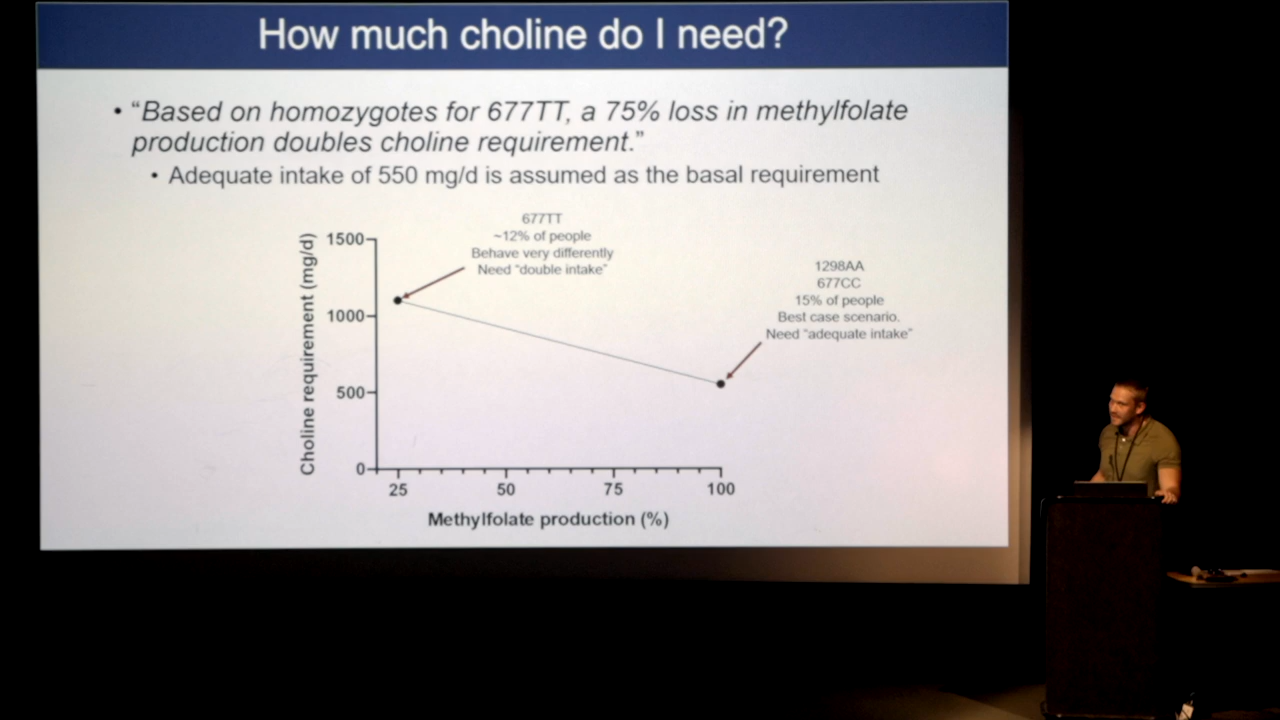 How much choline do I need?
• “Based on homozygotes for 677TT, a 75% loss in methylfolate
production doubles choline requirement.”
• Adequate intake of 550 mg/d is assumed as the basal requirement
677TT
~12% of people
Behave very differently
Need “double intake”
1298AA
677CC
15% of people
Best case scenario.
Need “adequate intake”
Choline requirement (mg/d)
1500
1000
500
0
25 50 75 100
Methylfolate production (%)